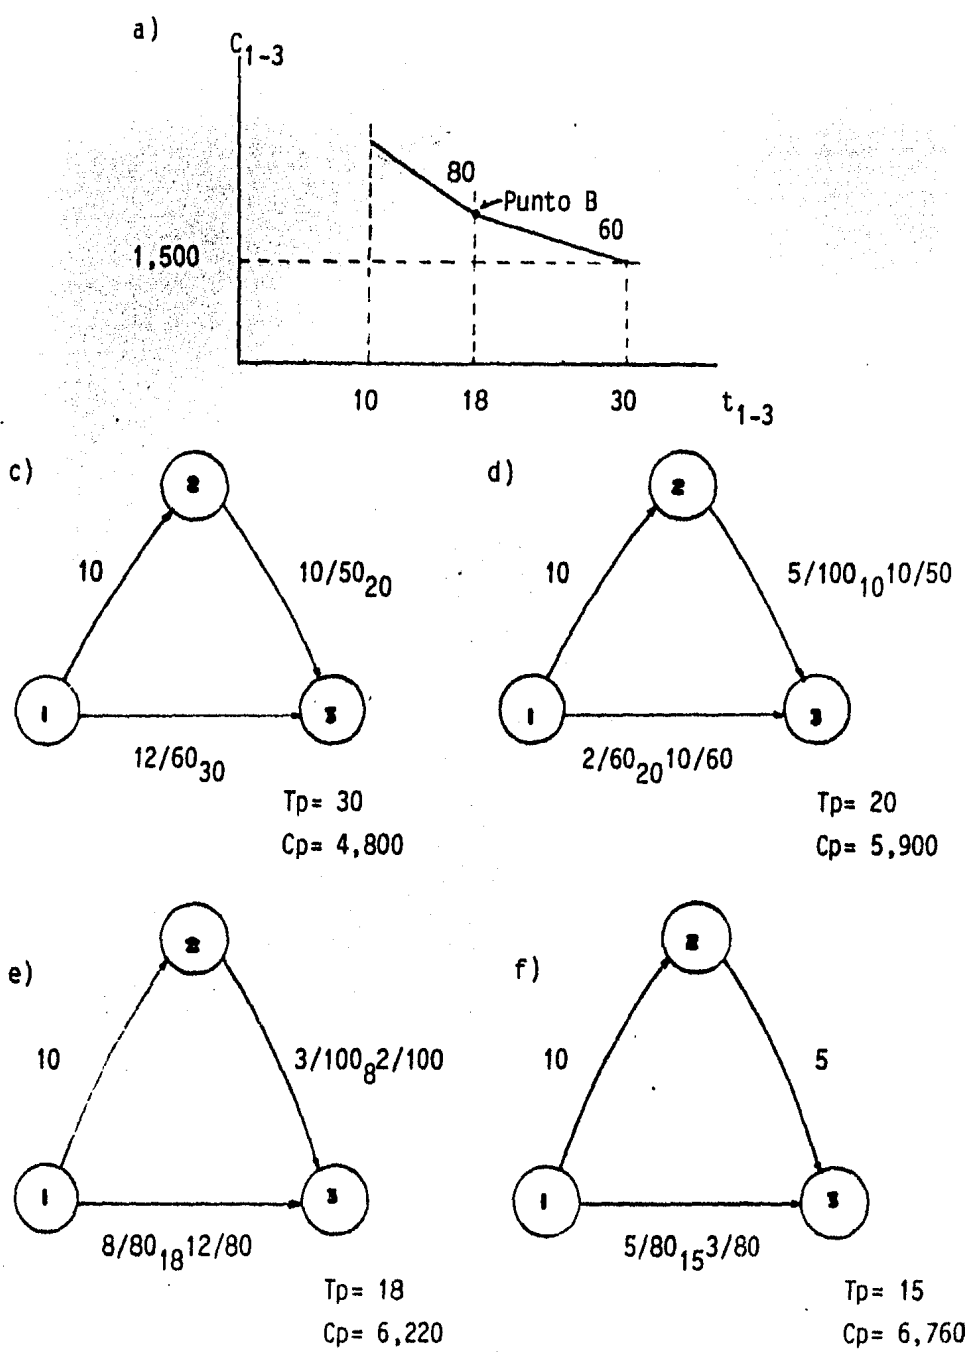 a)
C1-3
80
Punto B
60
1,500
10 18 30 t1-3
c)
2
10
10/50 20
1
3
12/60 30
Tp= 30
Cp= 4,800
d)
2
10
5/100 10 10/50
1
3
2/60 20 10/60
Tp= 20
Cp= 5,900
e)
2
10
3/100 8 2/100
1
3
8/80 18 12/80
Tp= 18
Cp= 6,220
f)
2
10
5
1
3
5/80 15 3/80
Tp= 15
Cp= 6,760